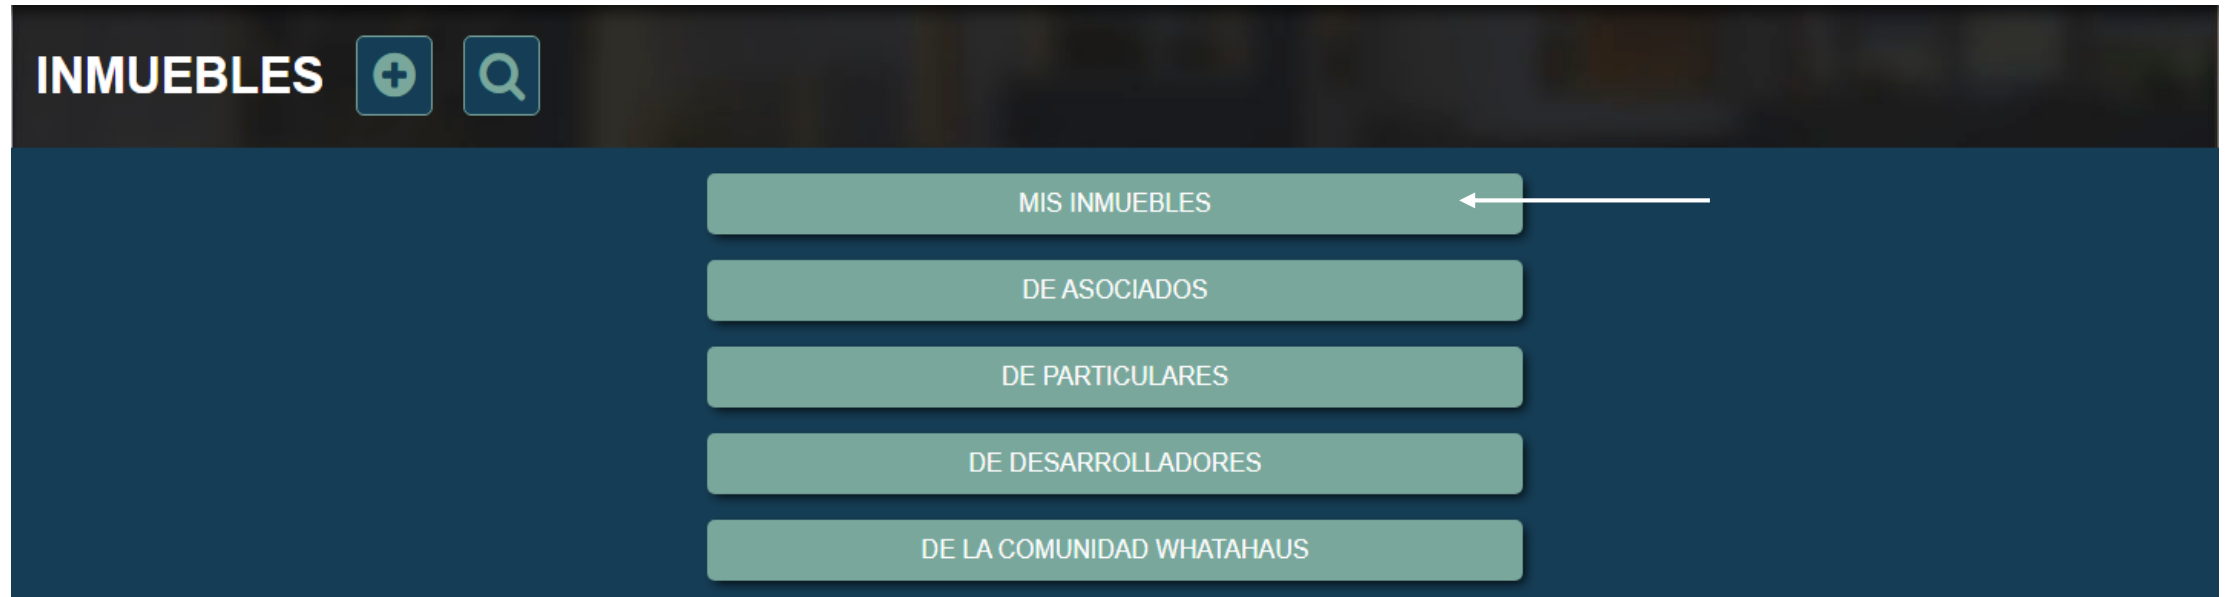 INMUEBLES
MIS INMUEBLES
DE ASOCIADOS
DE PARTICULARES
DE DESARROLLADORES
DE LA COMUNIDAD WHATAHAUS